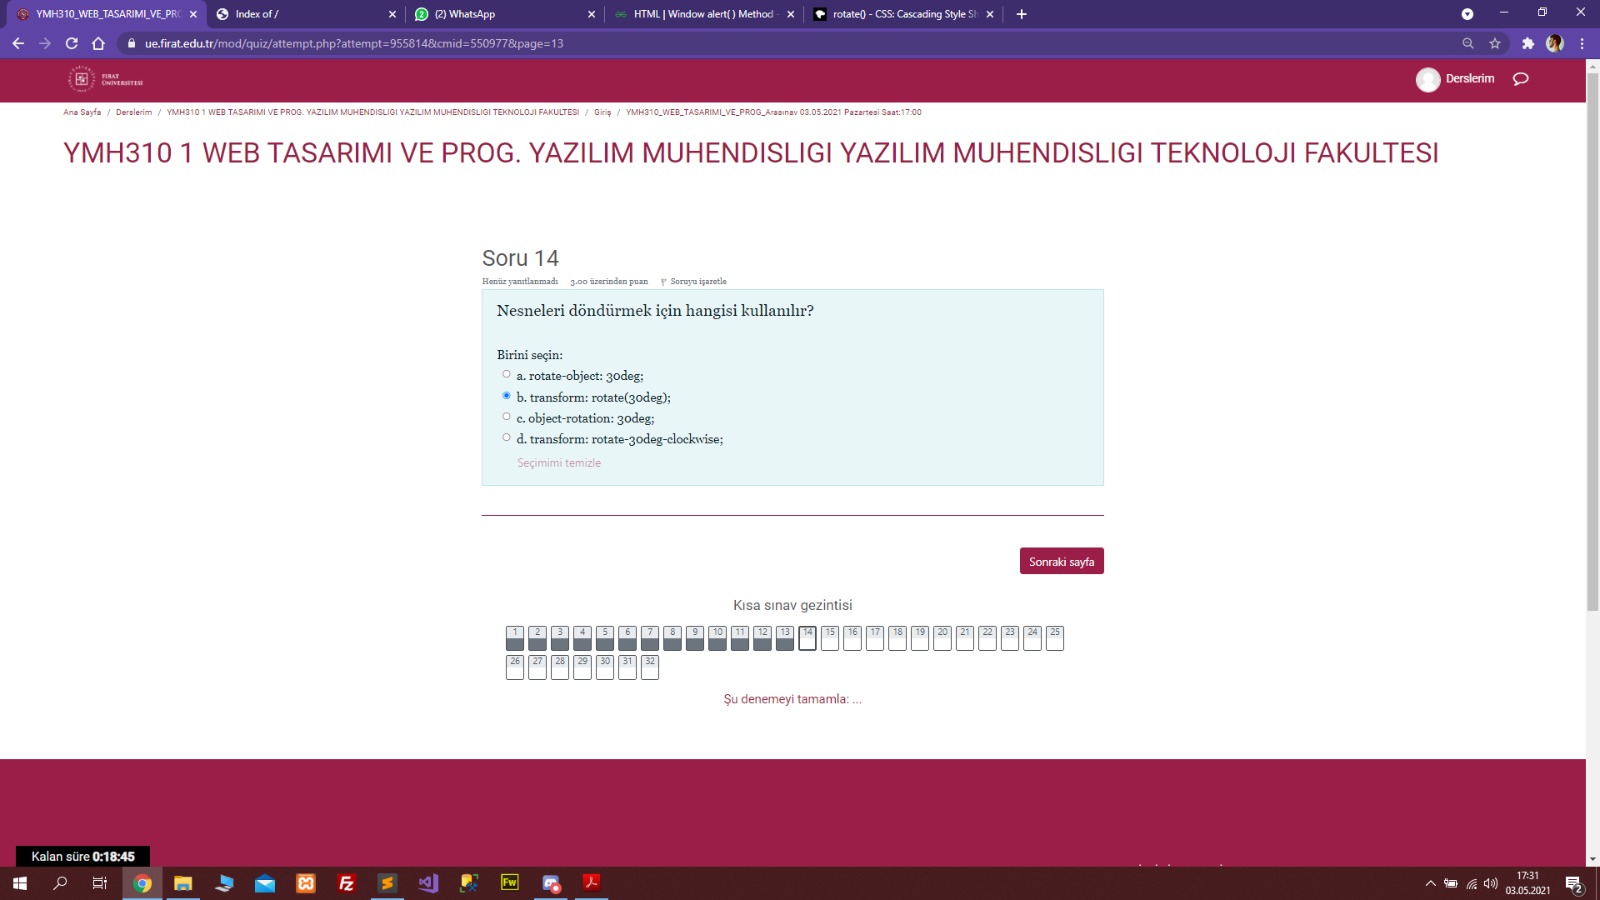 YMH310_WEB_TASARIMI_VE_PRO
Index of /
(2) WhatsApp
HTML | Window alert( ) Method
rotate() - CSS: Cascading Style Sh
ue.firat.edu.tr/mod/quiz/attempt.php?attempt=955814&cmid=550977&page=13
FIRAT
ÜNİVERSİTESİ
Derslerim
Ana Sayfa / Derslerim / YMH310 1 WEB TASARIMI VE PROG. YAZILIM MUHENDISLIGI YAZILIM MUHENDISLIGI TEKNOLOJI FAKULTESI / Giriş / YMH310_WEB_TASARIMI_VE_PROG_Arasınav 03.05.2021 Pazartesi Saat:17:00
YMH310 1 WEB TASARIMI VE PROG. YAZILIM MUHENDISLIGI YAZILIM MUHENDISLIGI TEKNOLOJI FAKULTESI
Soru 14
Henüz yanıtlanmadı 3,00 üzerinden puan Soruyu işaretle
Nesneleri döndürmek için hangisi kullanılır?
Birini seçin:
a. rotate-object: 30deg;
b. transform: rotate(30deg);
c. object-rotation: 30deg;
d. transform: rotate-30deg-clockwise;
Seçimimi temizle
Sonraki sayfa
Kısa sınav gezintisi
1 2 3 4 5 6 7 8 9 10 11 12 13 14 15 16 17 18 19 20 21 22 23 24 25
26 27 28 29 30 31 32
Şu denemeyi tamamla: ...
Kalan süre 0:18:45
Fz
Fw
17:31
03.05.2021
2